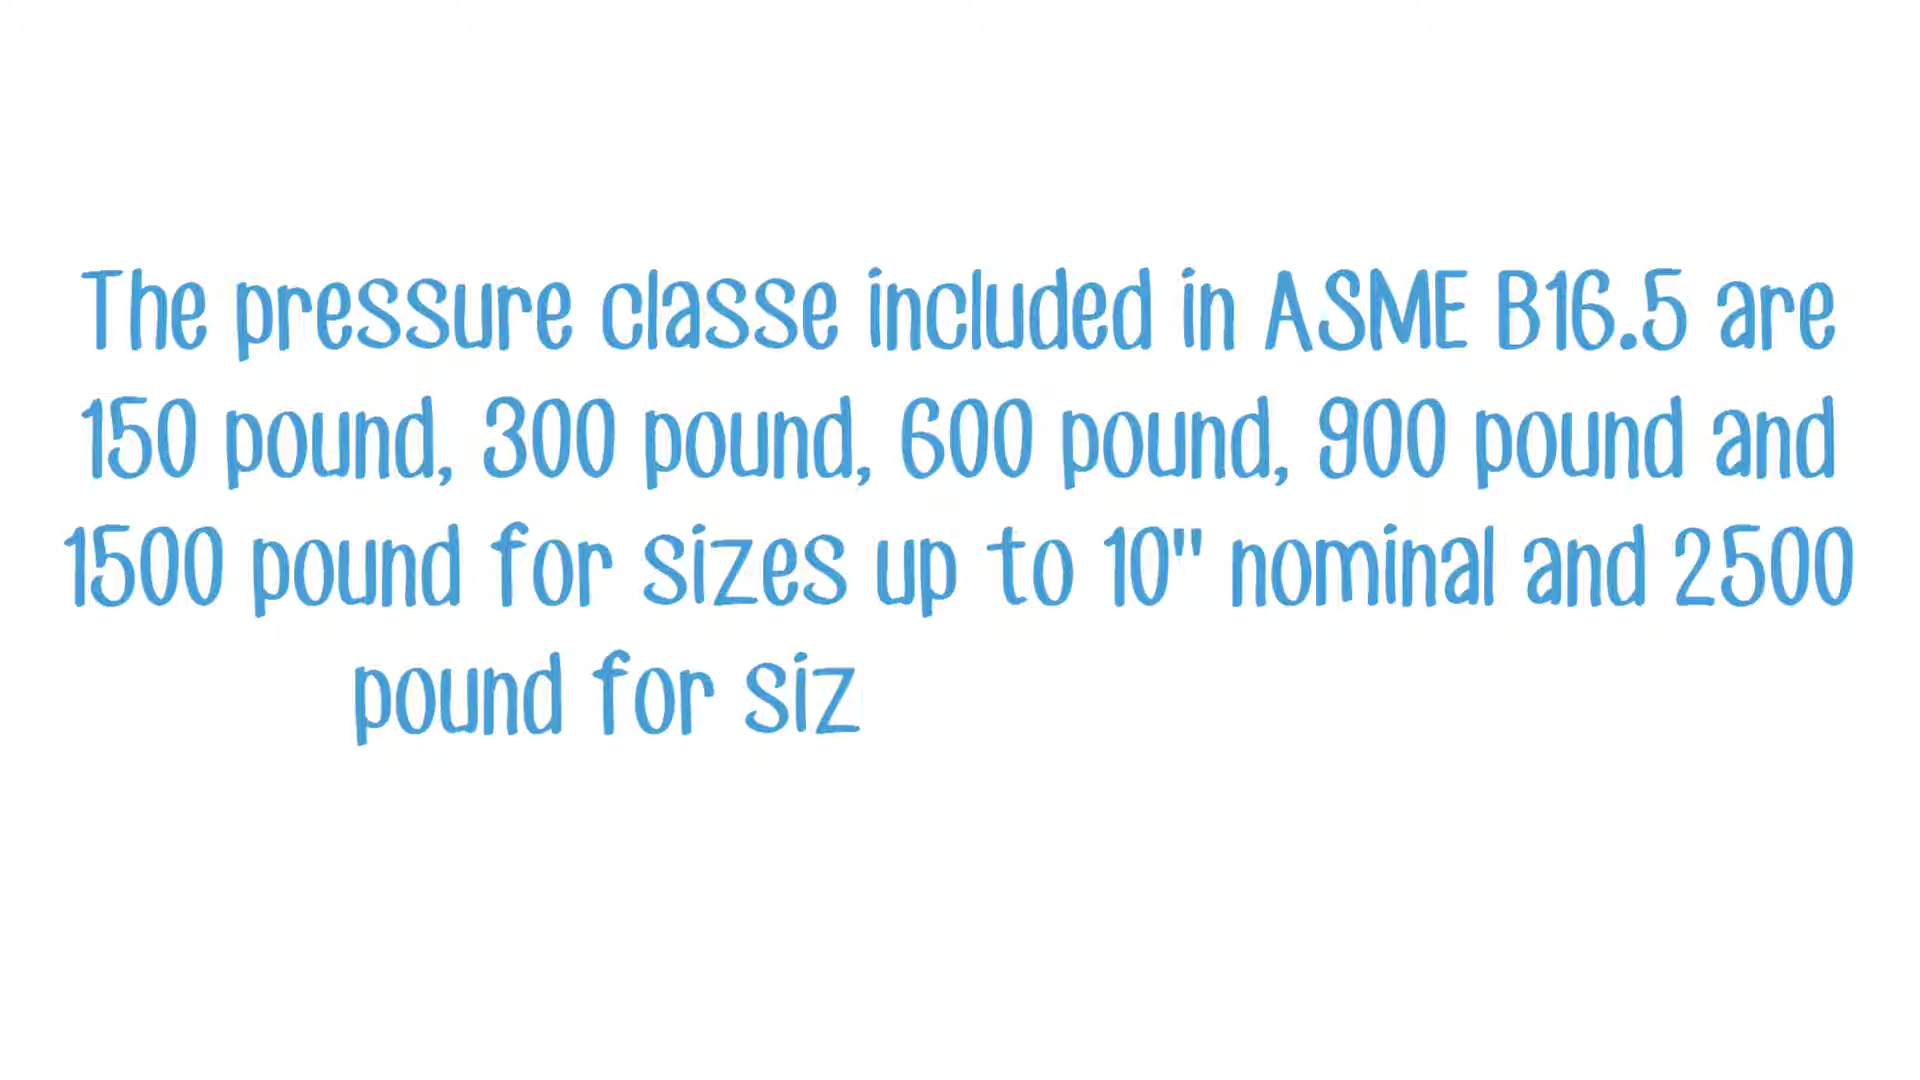 The pressure classe included in ASME B16.5 are
150 pound, 300 pound, 600 pound, 900 pound and
1500 pound for sizes up to 10" nominal and 2500
pound for siz